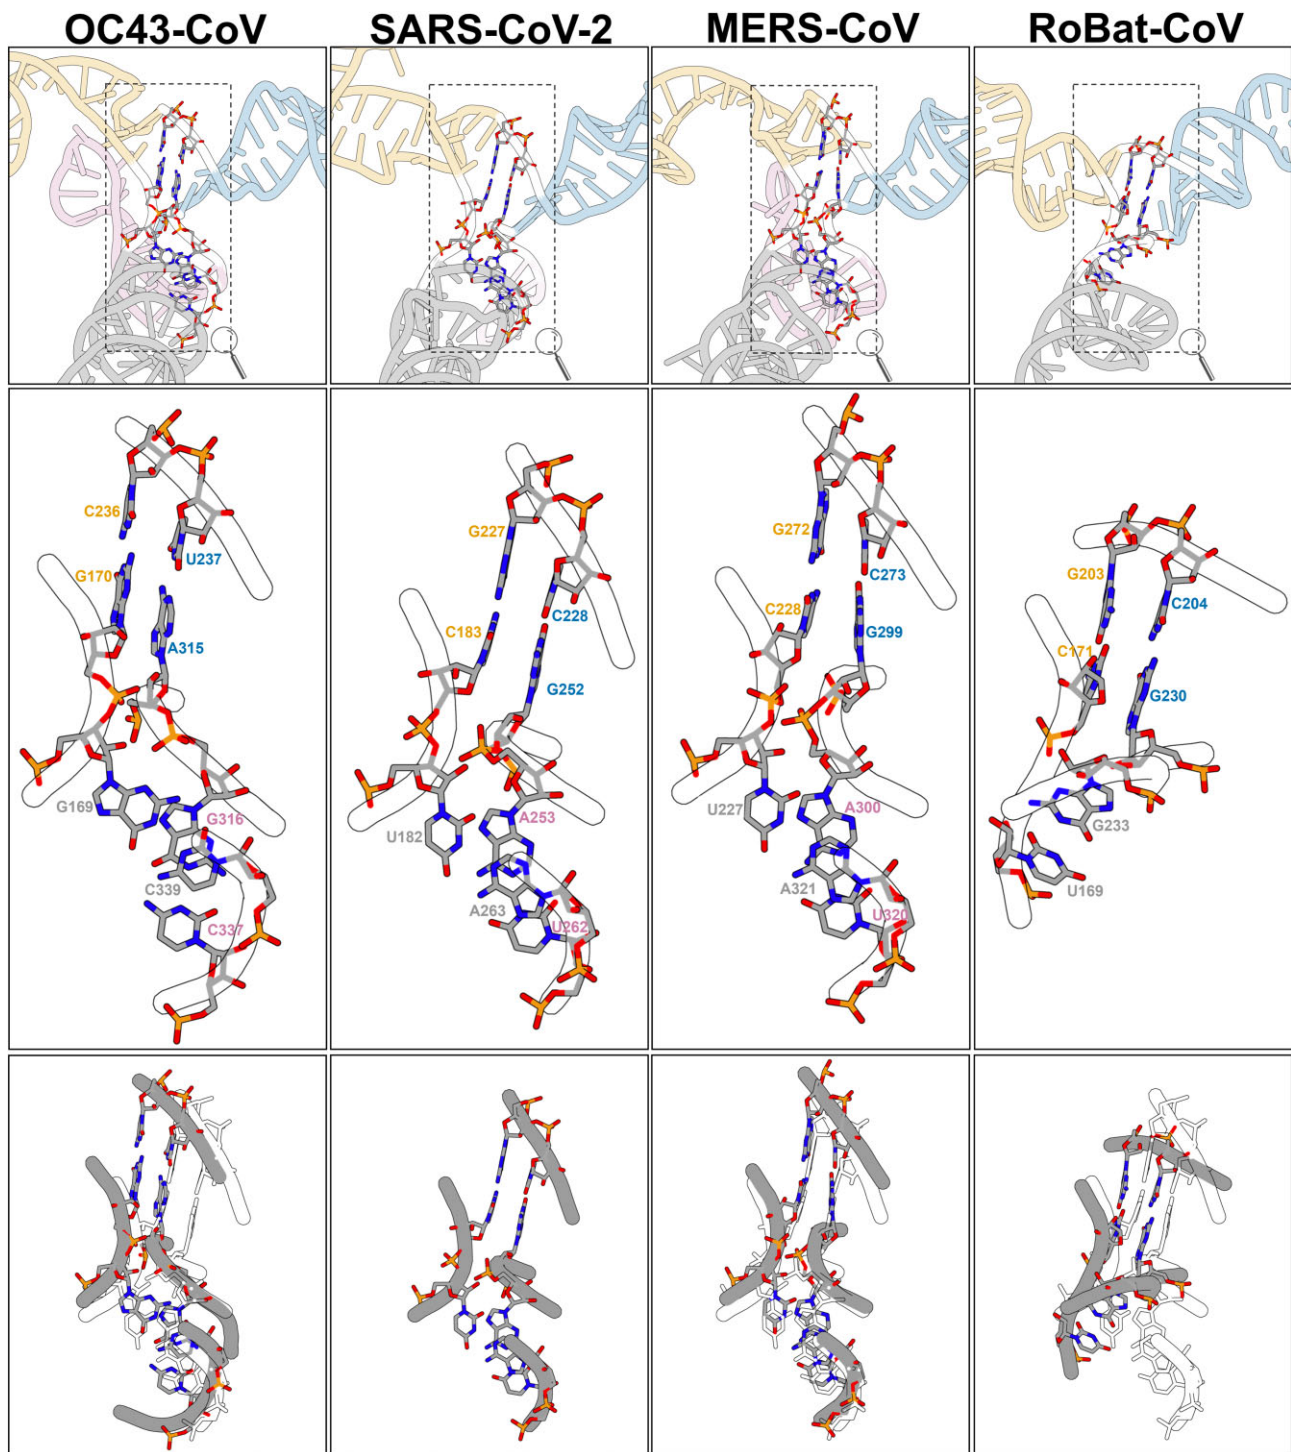 OC43-CoV
SARS-CoV-2
MERS-CoV
RoBat-CoV
C236
U237
G170
A315
G169
G316
C339
C337
G227
C228
C183
G252
U182
A253
A263
U262
G272
C273
C228
G299
U227
A300
A321
U320
G203
C204
C171
G230
G233
U169